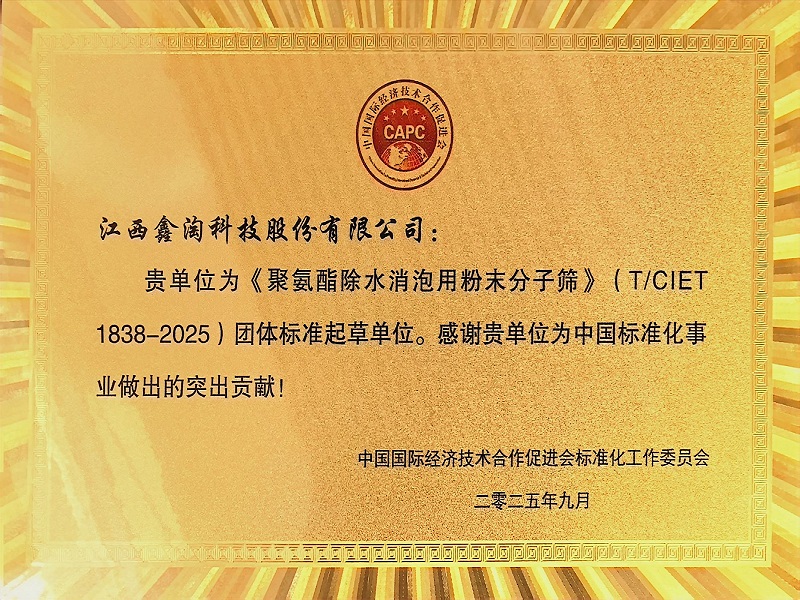 中国国际经济技术合作促进会
CAPC
江西鑫淘科技股份有限公司：
贵单位为《聚氨酯除水消泡用粉末分子筛》（T/CIET
1838-2025）团体标准起草单位。感谢贵单位为中国标准化事
业做出的突出贡献！
中国国际经济技术合作促进会标准化工作委员会
二零二五年九月